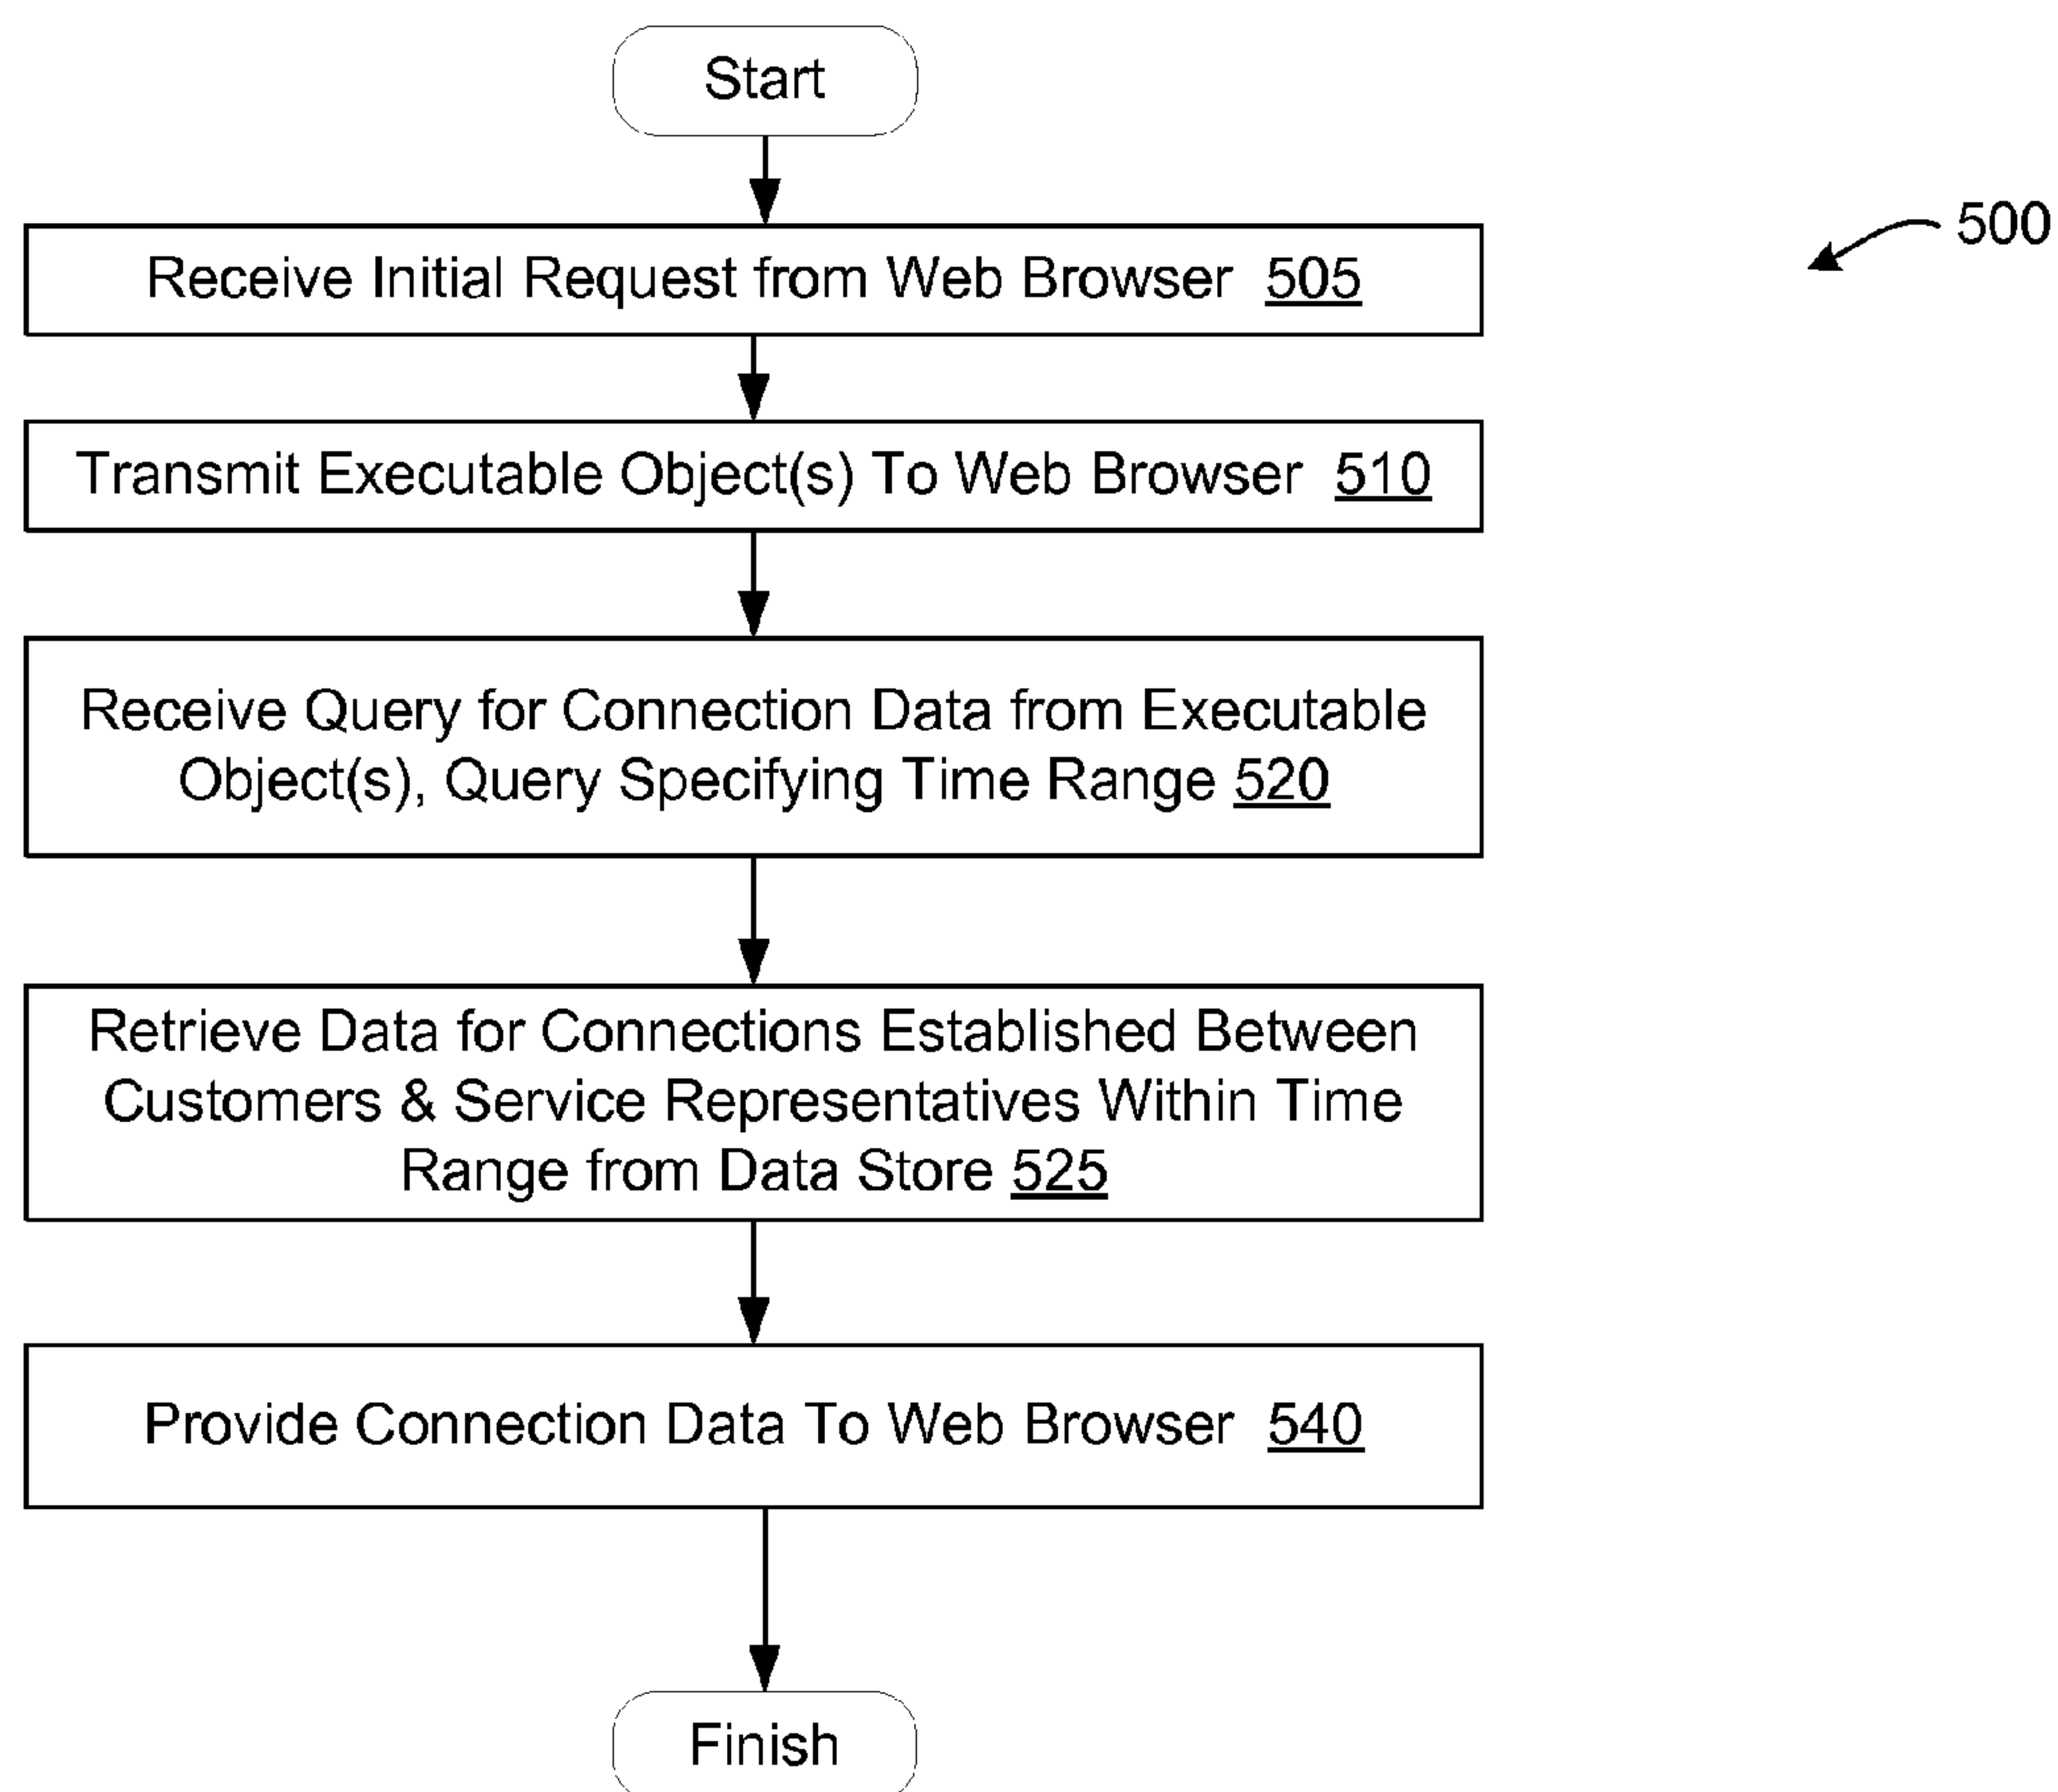 Start
500
Receive Initial Request from Web Browser 505
Transmit Executable Object(s) To Web Browser 510
Receive Query for Connection Data from Executable
Object(s), Query Specifying Time Range 520
Retrieve Data for Connections Established Between
Customers & Service Representatives Within Time
Range from Data Store 525
Provide Connection Data To Web Browser 540
Finish